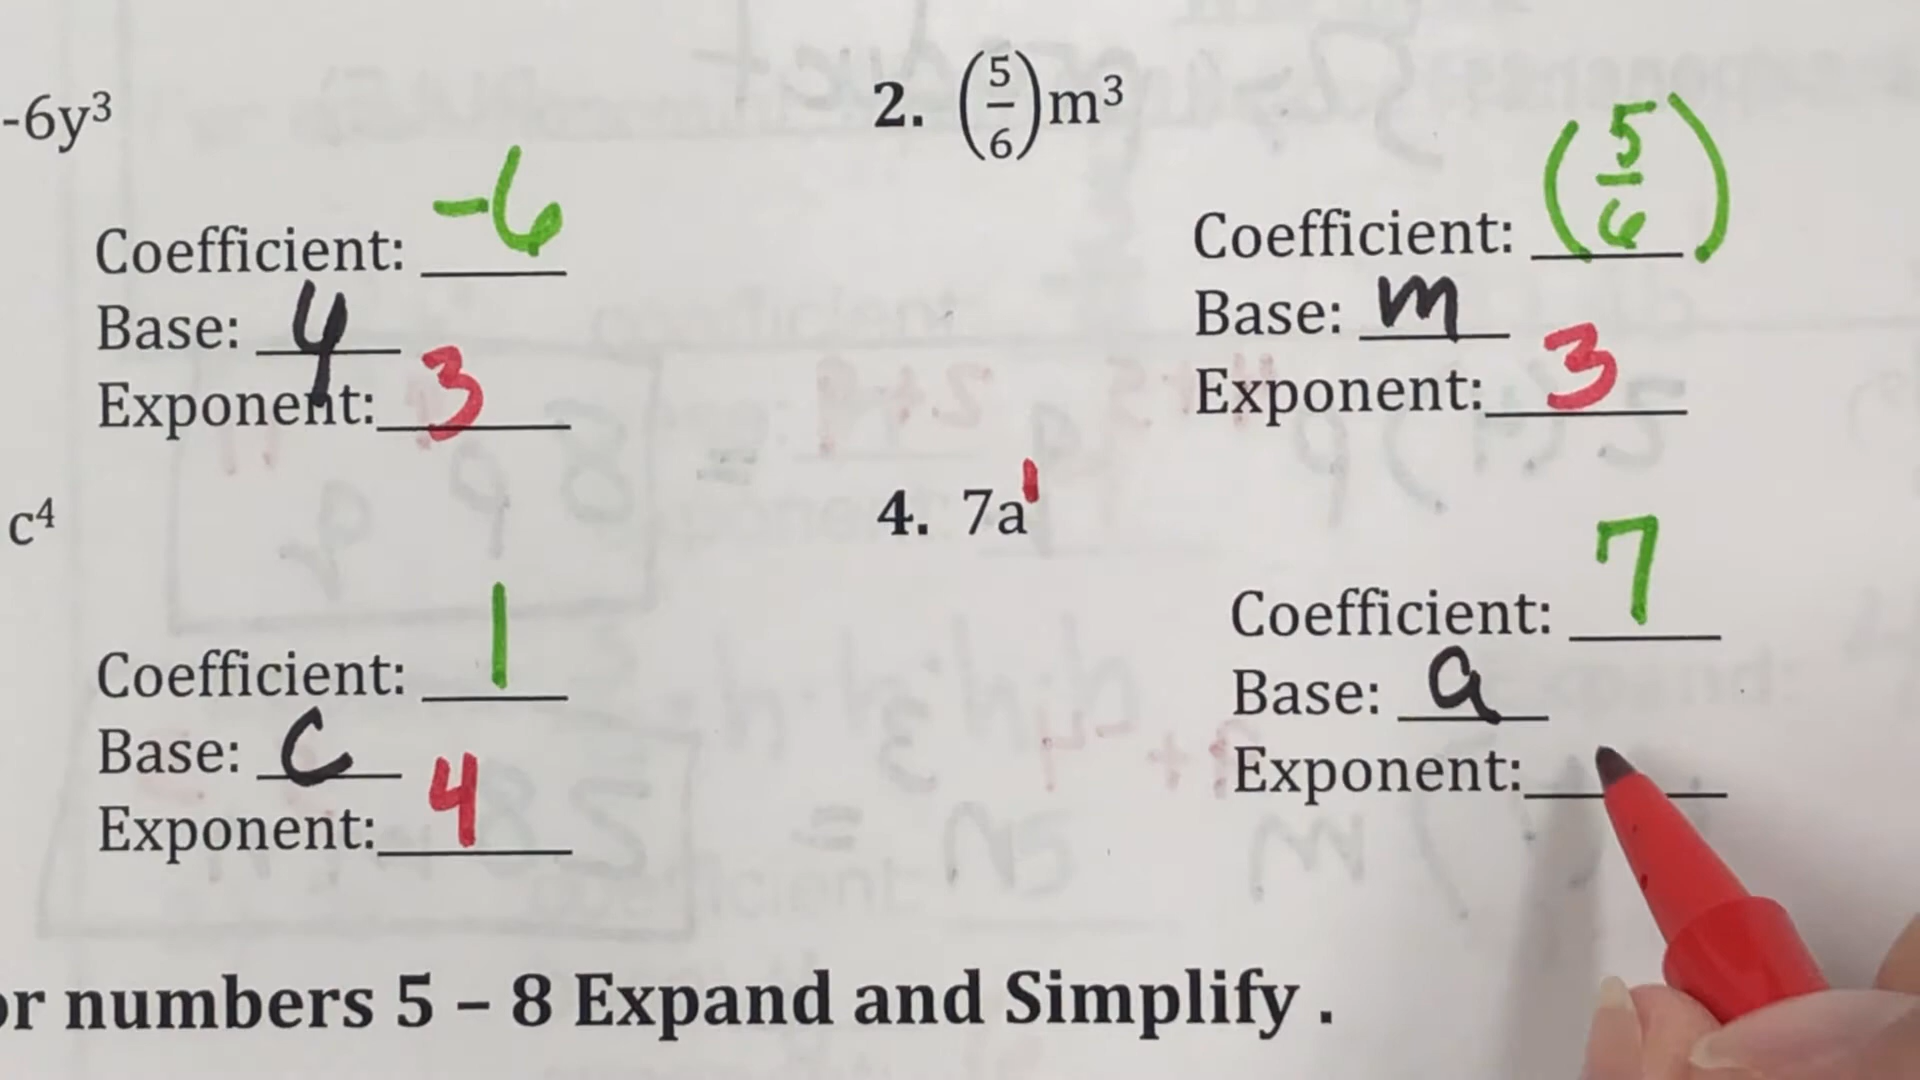 -6y³
2. (5/6)m³
Coefficient: -6
Base: y
Exponent: 3
Coefficient: (5/6)
Base: m
Exponent: 3
c⁴
4. 7a¹
Coefficient: 1
Base: c
Exponent: 4
Coefficient: 7
Base: a
Exponent:
or numbers 5 – 8 Expand and Simplify .